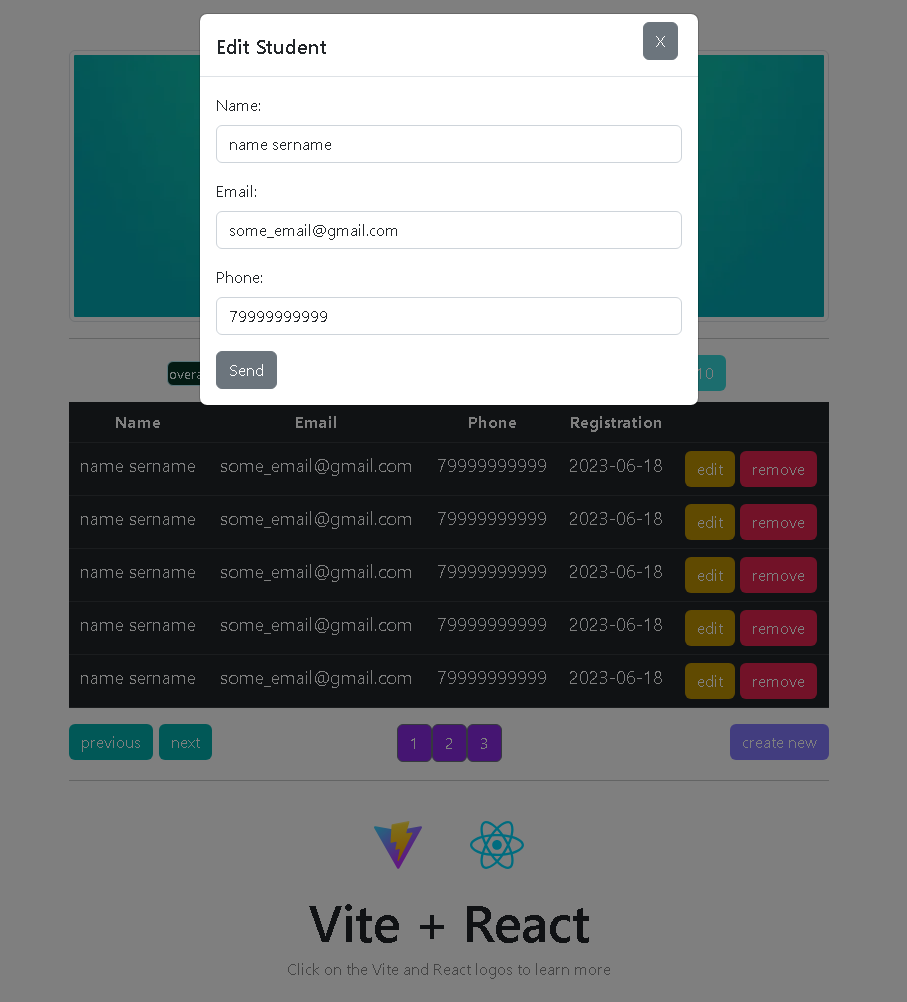 Edit Student
X
Name:
name sername
Email:
some_email@gmail.com
Phone:
79999999999
Send
10
Name Email Phone Registration
name sername some_email@gmail.com 79999999999 2023-06-18 edit remove
name sername some_email@gmail.com 79999999999 2023-06-18 edit remove
name sername some_email@gmail.com 79999999999 2023-06-18 edit remove
name sername some_email@gmail.com 79999999999 2023-06-18 edit remove
name sername some_email@gmail.com 79999999999 2023-06-18 edit remove
previous next 1 2 3 create new
Vite + React
Click on the Vite and React logos to learn more